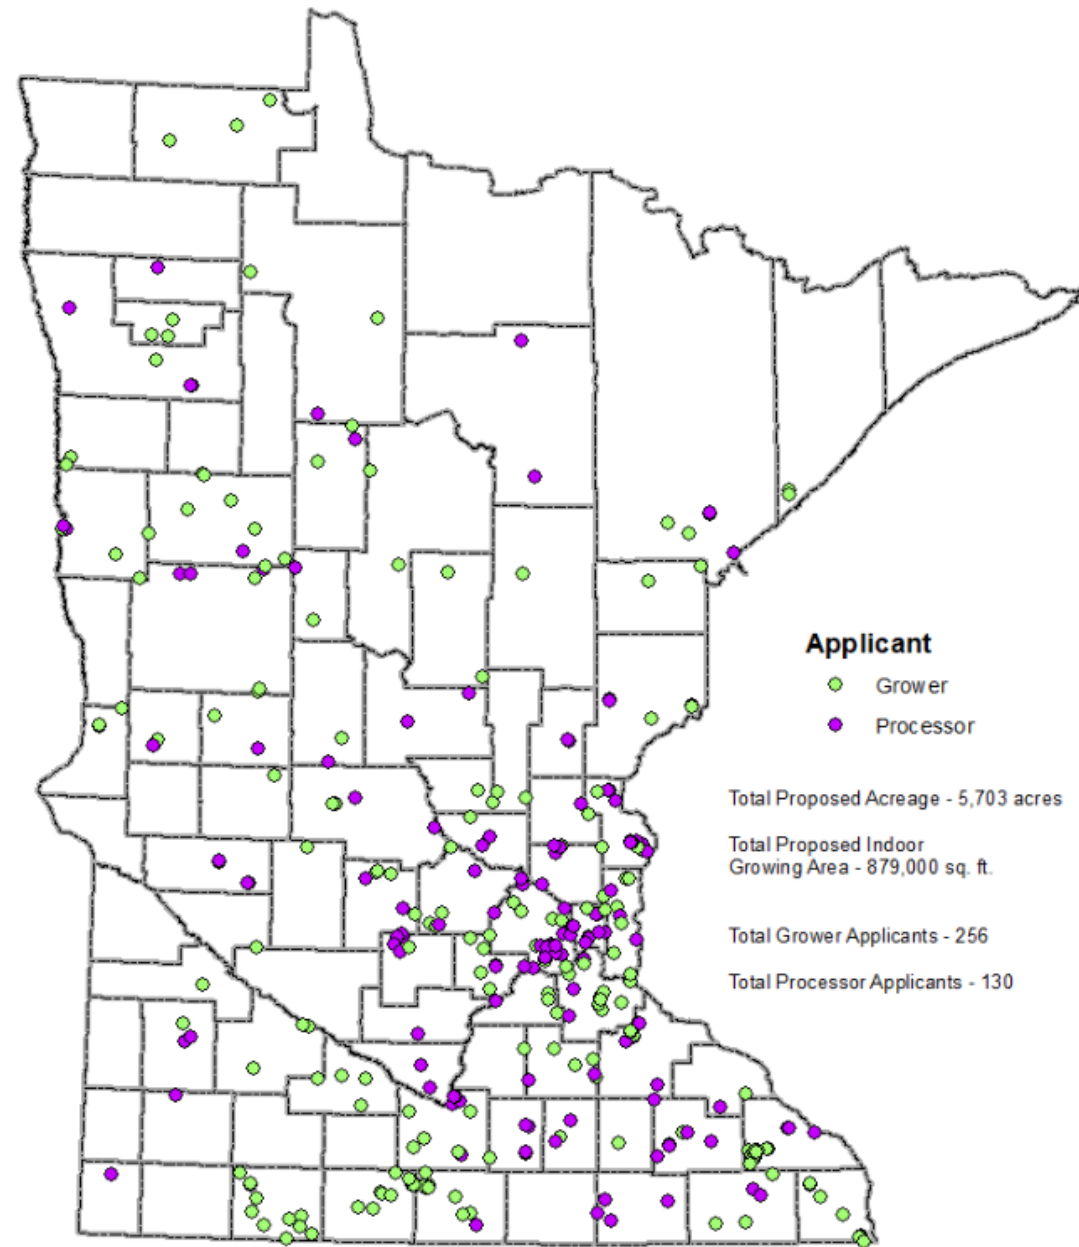 Applicant
Grower
Processor
Total Proposed Acreage - 5,703 acres
Total Proposed Indoor
Growing Area - 879,000 sq. ft.
Total Grower Applicants - 256
Total Processor Applicants - 130